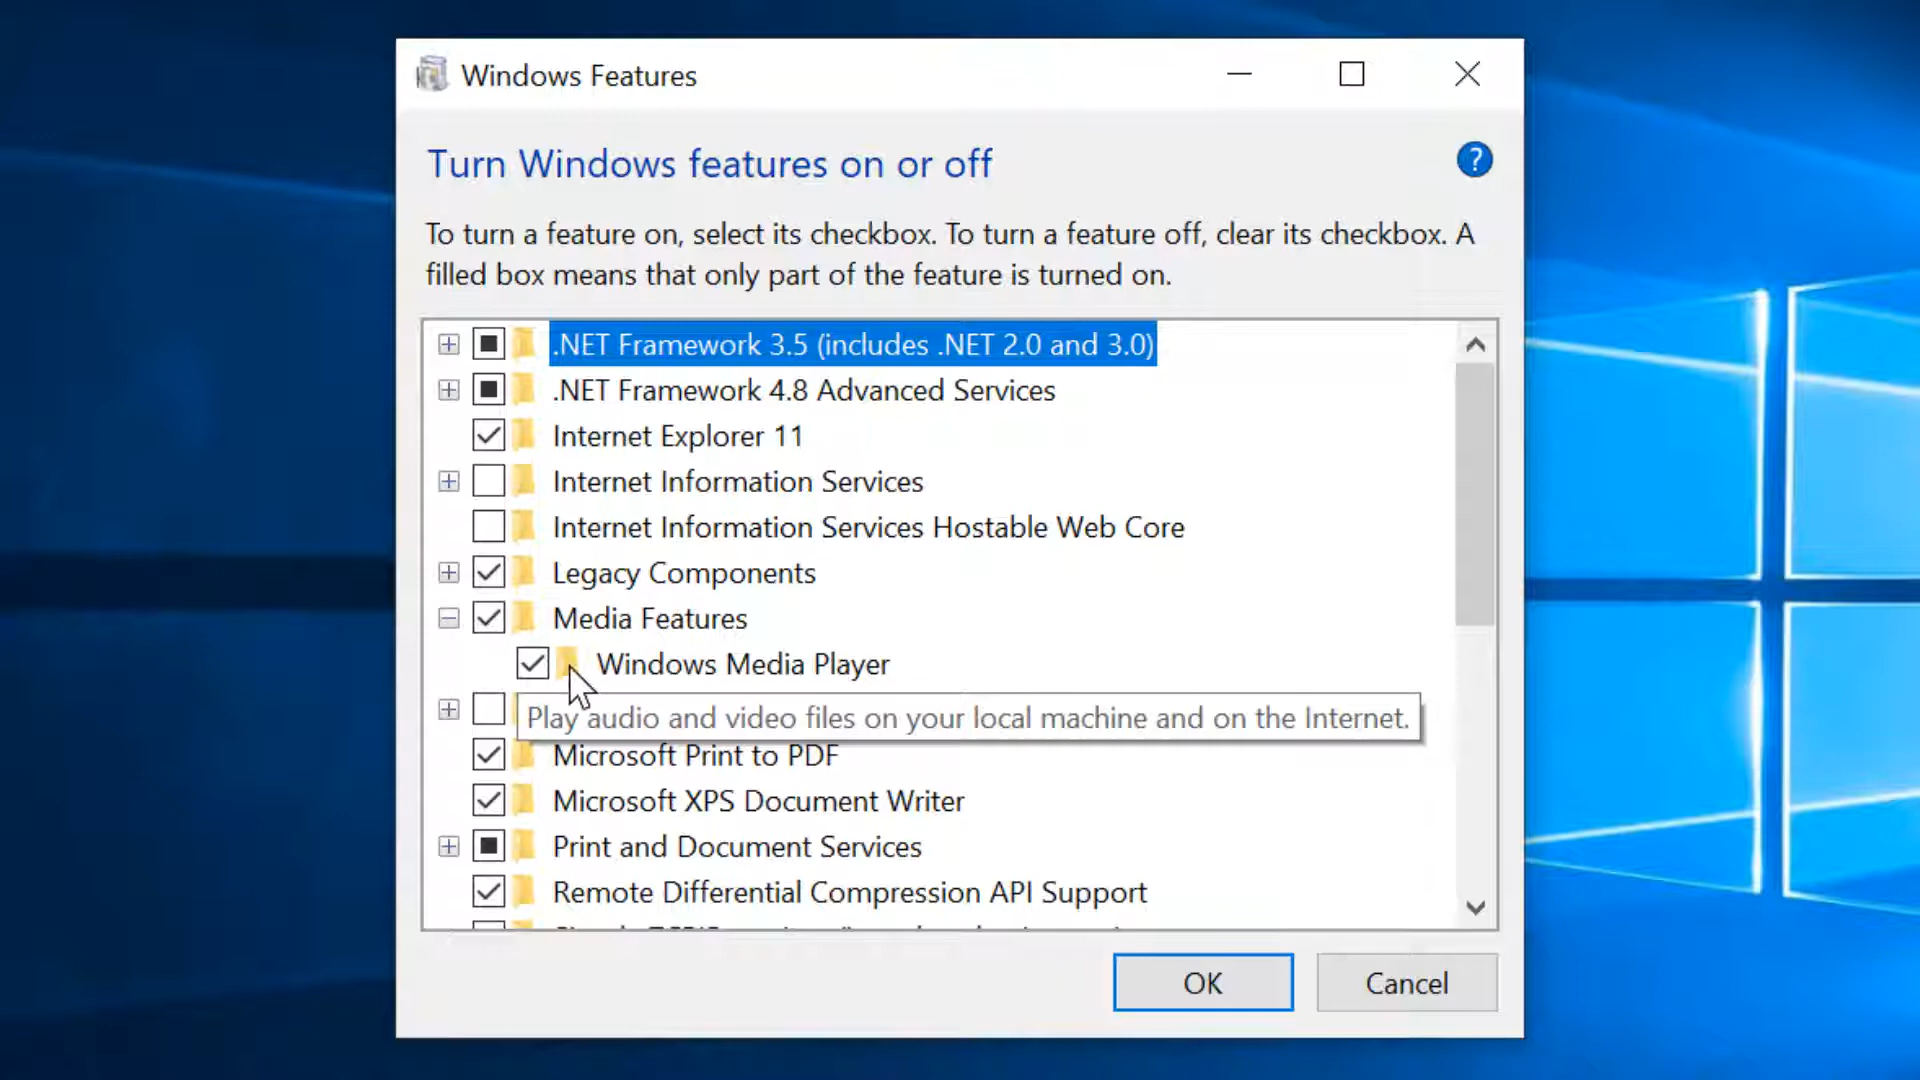 Windows Features
Turn Windows features on or off
?
To turn a feature on, select its checkbox. To turn a feature off, clear its checkbox. A
filled box means that only part of the feature is turned on.
.NET Framework 3.5 (includes .NET 2.0 and 3.0)
.NET Framework 4.8 Advanced Services
Internet Explorer 11
Internet Information Services
Internet Information Services Hostable Web Core
Legacy Components
Media Features
Windows Media Player
Play audio and video files on your local machine and on the Internet.
Microsoft Print to PDF
Microsoft XPS Document Writer
Print and Document Services
Remote Differential Compression API Support
OK
Cancel